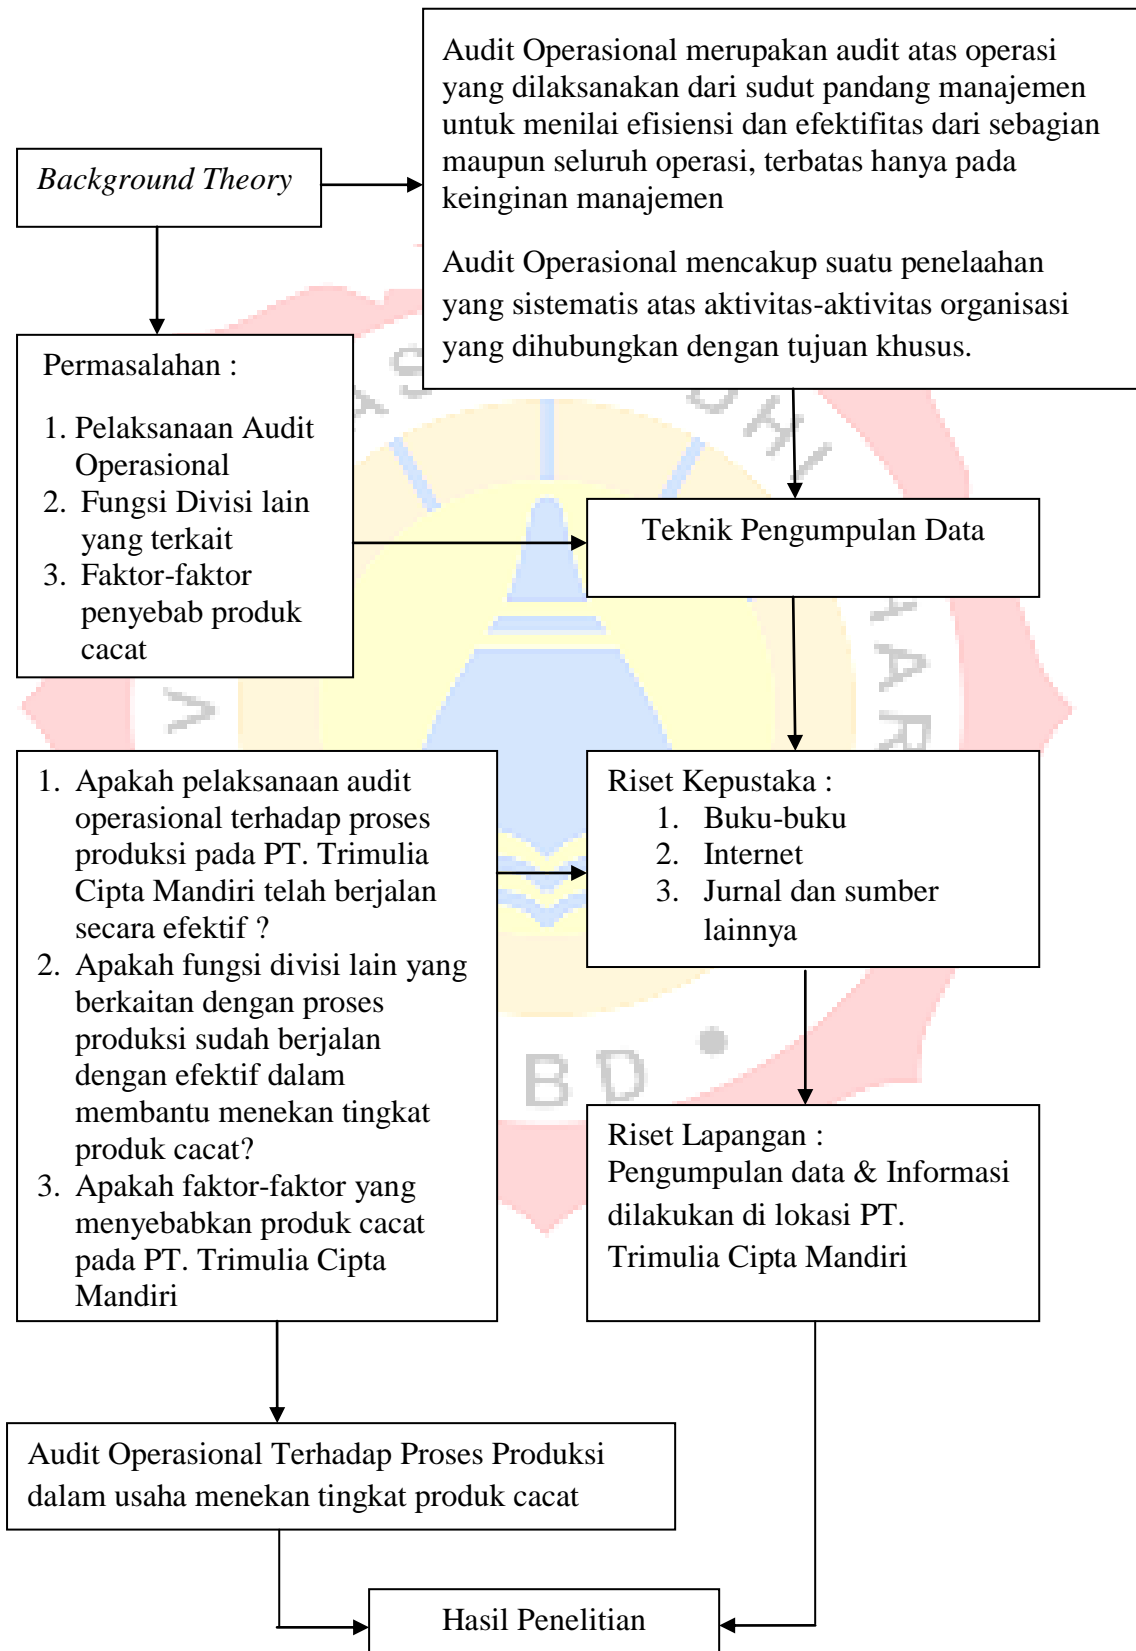 Audit Operasional merupakan audit atas operasi
yang dilaksanakan dari sudut pandang manajemen
untuk menilai efisiensi dan efektifitas dari sebagian
maupun seluruh operasi, terbatas hanya pada
keinginan manajemen
Audit Operasional mencakup suatu penelaahan
yang sistematis atas aktivitas-aktivitas organisasi
yang dihubungkan dengan tujuan khusus.
Background Theory
Permasalahan :
1. Pelaksanaan Audit
Operasional
2. Fungsi Divisi lain
yang terkait
3. Faktor-faktor
penyebab produk
cacat
Teknik Pengumpulan Data
1. Apakah pelaksanaan audit
operasional terhadap proses
produksi pada PT. Trimulia
Cipta Mandiri telah berjalan
secara efektif ?
2. Apakah fungsi divisi lain yang
berkaitan dengan proses
produksi sudah berjalan
dengan efektif dalam
membantu menekan tingkat
produk cacat?
3. Apakah faktor-faktor yang
menyebabkan produk cacat
pada PT. Trimulia Cipta
Mandiri
Riset Kepustaka :
1. Buku-buku
2. Internet
3. Jurnal dan sumber
lainnya
Riset Lapangan :
Pengumpulan data & Informasi
dilakukan di lokasi PT.
Trimulia Cipta Mandiri
Audit Operasional Terhadap Proses Produksi
dalam usaha menekan tingkat produk cacat
Hasil Penelitian